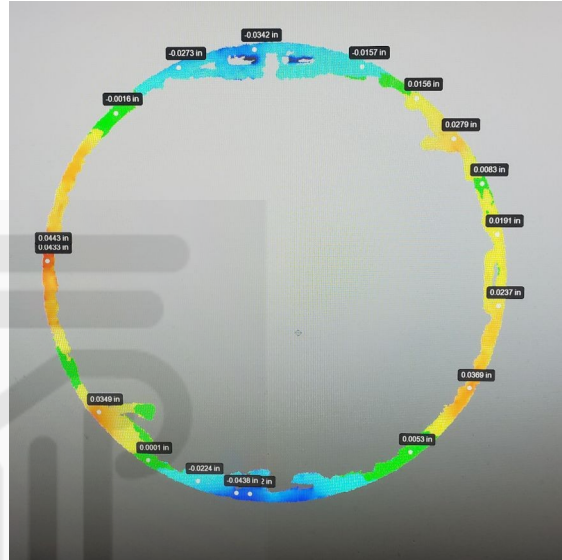 -0.0342 in
-0.0273 in
-0.0157 in
-0.0016 in
0.0156 in
0.0279 in
0.0083 in
0.0191 in
0.0443 in
0.0433 in
0.0237 in
0.0369 in
0.0349 in
0.0053 in
0.0001 in
-0.0224 in
-0.0438 in 2 in